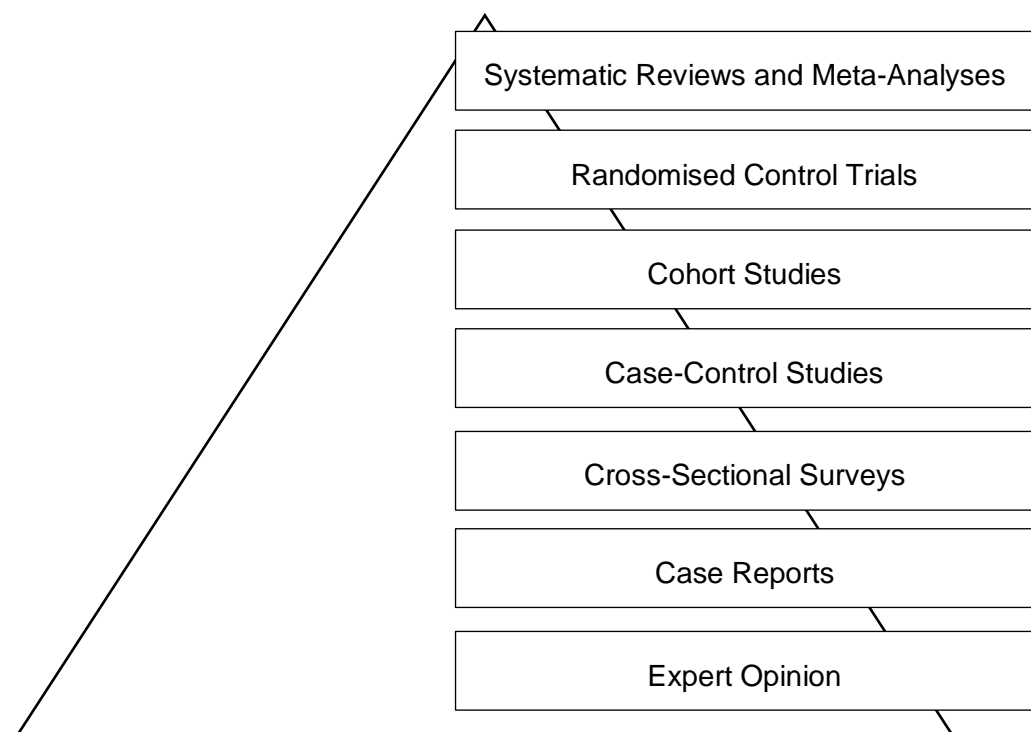 Systematic Reviews and Meta-Analyses
Randomised Control Trials
Cohort Studies
Case-Control Studies
Cross-Sectional Surveys
Case Reports
Expert Opinion